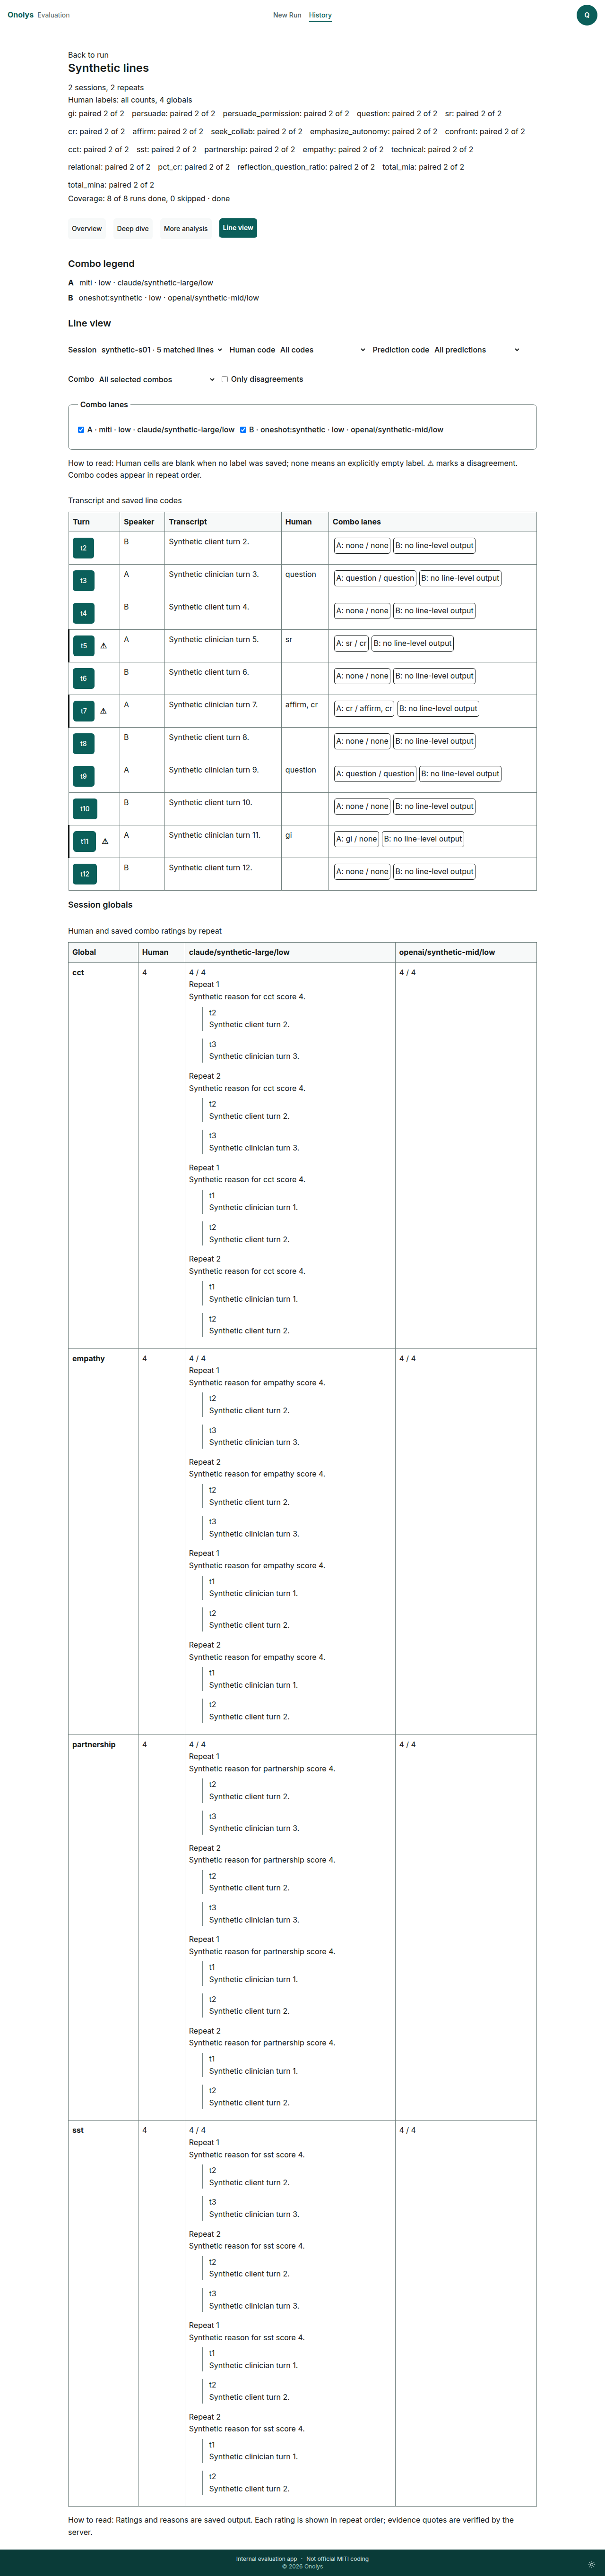 Onolys Evaluation New Run History Q
Back to run
Synthetic lines
2 sessions, 2 repeats
Human labels: all counts, 4 globals
gi: paired 2 of 2 persuade: paired 2 of 2 persuade_permission: paired 2 of 2 question: paired 2 of 2 sr: paired 2 of 2
cr: paired 2 of 2 affirm: paired 2 of 2 seek_collab: paired 2 of 2 emphasize_autonomy: paired 2 of 2 confront: paired 2 of 2
cct: paired 2 of 2 sst: paired 2 of 2 partnership: paired 2 of 2 empathy: paired 2 of 2 technical: paired 2 of 2
relational: paired 2 of 2 pct_cr: paired 2 of 2 reflection_question_ratio: paired 2 of 2 total_mia: paired 2 of 2
total_mina: paired 2 of 2
Coverage: 8 of 8 runs done, 0 skipped · done
Overview Deep dive More analysis Line view
Combo legend
A miti · low · claude/synthetic-large/low
B oneshot:synthetic · low · openai/synthetic-mid/low
Line view
Session synthetic-s01 · 5 matched lines Human code All codes Prediction code All predictions
Combo All selected combos Only disagreements
Combo lanes
A · miti · low · claude/synthetic-large/low B · oneshot:synthetic · low · openai/synthetic-mid/low
How to read: Human cells are blank when no label was saved; none means an explicitly empty label. ⚠ marks a disagreement.
Combo codes appear in repeat order.
Transcript and saved line codes
Turn Speaker Transcript Human Combo lanes
t2 B Synthetic client turn 2. A: none / none B: no line-level output
t3 A Synthetic clinician turn 3. question A: question / question B: no line-level output
t4 B Synthetic client turn 4. A: none / none B: no line-level output
t5 ⚠ A Synthetic clinician turn 5. sr A: sr / cr B: no line-level output
t6 B Synthetic client turn 6. A: none / none B: no line-level output
t7 ⚠ A Synthetic clinician turn 7. affirm, cr A: cr / affirm, cr B: no line-level output
t8 B Synthetic client turn 8. A: none / none B: no line-level output
t9 A Synthetic clinician turn 9. question A: question / question B: no line-level output
t10 B Synthetic client turn 10. A: none / none B: no line-level output
t11 ⚠ A Synthetic clinician turn 11. gi A: gi / none B: no line-level output
t12 B Synthetic client turn 12. A: none / none B: no line-level output
Session globals
Human and saved combo ratings by repeat
Global Human claude/synthetic-large/low openai/synthetic-mid/low
cct 4 4 / 4 4 / 4
Repeat 1
Synthetic reason for cct score 4.
t2
Synthetic client turn 2.
t3
Synthetic clinician turn 3.
Repeat 2
Synthetic reason for cct score 4.
t2
Synthetic client turn 2.
t3
Synthetic clinician turn 3.
Repeat 1
Synthetic reason for cct score 4.
t1
Synthetic clinician turn 1.
t2
Synthetic client turn 2.
Repeat 2
Synthetic reason for cct score 4.
t1
Synthetic clinician turn 1.
t2
Synthetic client turn 2.
empathy 4 4 / 4 4 / 4
Repeat 1
Synthetic reason for empathy score 4.
t2
Synthetic client turn 2.
t3
Synthetic clinician turn 3.
Repeat 2
Synthetic reason for empathy score 4.
t2
Synthetic client turn 2.
t3
Synthetic clinician turn 3.
Repeat 1
Synthetic reason for empathy score 4.
t1
Synthetic clinician turn 1.
t2
Synthetic client turn 2.
Repeat 2
Synthetic reason for empathy score 4.
t1
Synthetic clinician turn 1.
t2
Synthetic client turn 2.
partnership 4 4 / 4 4 / 4
Repeat 1
Synthetic reason for partnership score 4.
t2
Synthetic client turn 2.
t3
Synthetic clinician turn 3.
Repeat 2
Synthetic reason for partnership score 4.
t2
Synthetic client turn 2.
t3
Synthetic clinician turn 3.
Repeat 1
Synthetic reason for partnership score 4.
t1
Synthetic clinician turn 1.
t2
Synthetic client turn 2.
Repeat 2
Synthetic reason for partnership score 4.
t1
Synthetic clinician turn 1.
t2
Synthetic client turn 2.
sst 4 4 / 4 4 / 4
Repeat 1
Synthetic reason for sst score 4.
t2
Synthetic client turn 2.
t3
Synthetic clinician turn 3.
Repeat 2
Synthetic reason for sst score 4.
t2
Synthetic client turn 2.
t3
Synthetic clinician turn 3.
Repeat 1
Synthetic reason for sst score 4.
t1
Synthetic clinician turn 1.
t2
Synthetic client turn 2.
Repeat 2
Synthetic reason for sst score 4.
t1
Synthetic clinician turn 1.
t2
Synthetic client turn 2.
How to read: Ratings and reasons are saved output. Each rating is shown in repeat order; evidence quotes are verified by the
server.
Internal evaluation app · Not official MITI coding
© 2026 Onolys